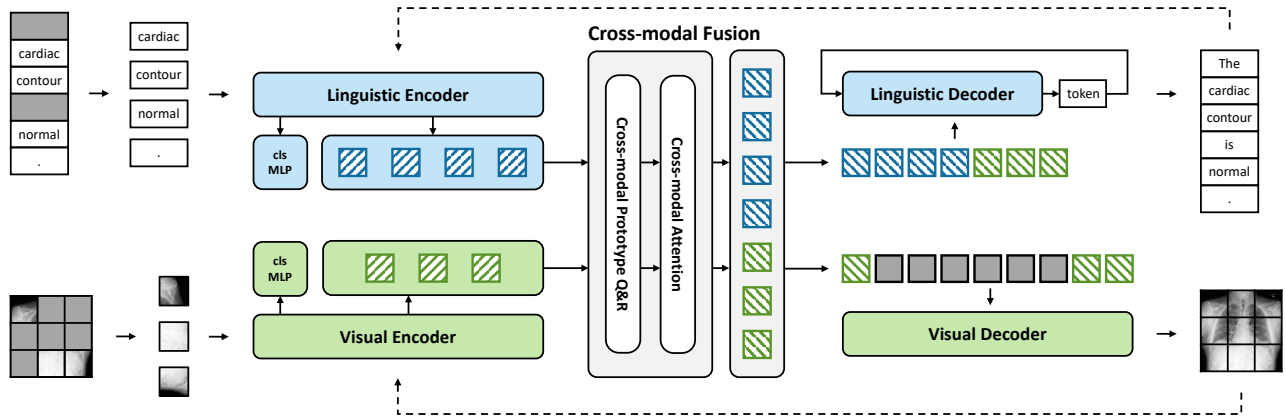 cardiac
contour
normal
.
cardiac
contour
normal
.
Linguistic Encoder
cls
MLP
Cross-modal Fusion
Cross-modal Prototype Q&R
Cross-modal Attention
Linguistic Decoder
token
The
cardiac
contour
is
normal
.
cls
MLP
Visual Encoder
Visual Decoder